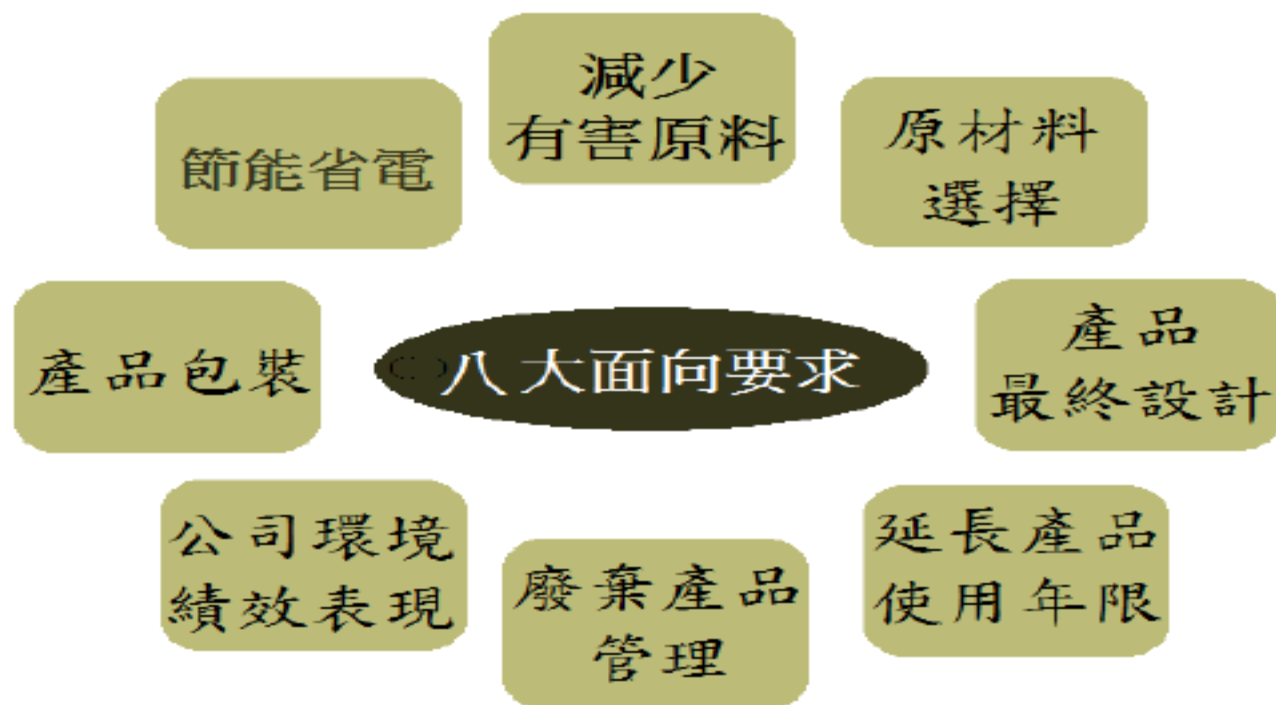 減少
有害原料
原材料
選擇
產品
最終設計
延長產品
使用年限
廢棄產品
管理
公司環境
績效表現
產品包裝
節能省電
八大面向要求